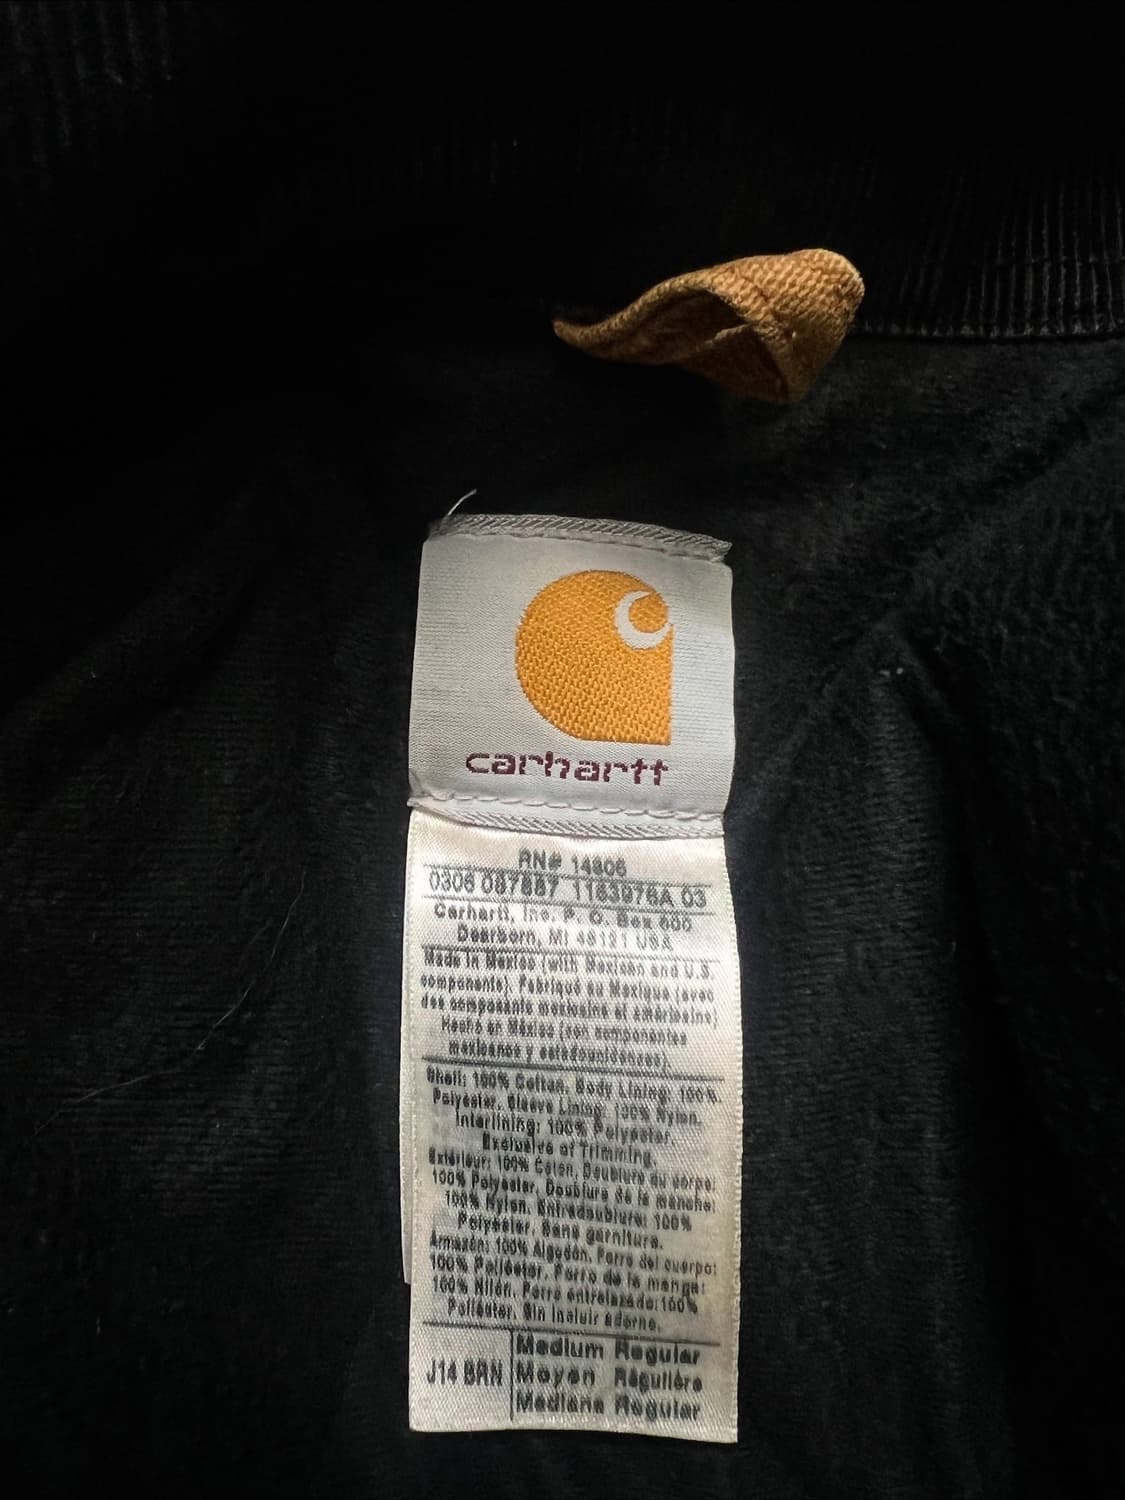 carhartt
RN# 14806
0306 087887 1183976A 03
Carhartt, Inc. P. O. Box 600
Dearborn, MI 48121 USA
Made in Mexico (with Mexican and U.S.
components). Fabriqué au Mexique (avec
des composants mexicains et américains)
Hecho en México (con componentes
mexicanos y estadounidenses).
Shell: 100% Cotton, Body Lining: 100%
Polyester, Sleeve Lining: 100% Nylon,
Interlining: 100% Polyester.
Exclusive of Trimming.
Extérieur: 100% Coton, Doublure du corps:
100% Polyester, Doublure de la manche:
100% Nylon, Entredoublure: 100%
Polyester. Sans garniture.
Armazón: 100% Algodón, Forro del cuerpo:
100% Poliéster, Forro de la manga:
100% Nilón, Forro entrelazado: 100%
Poliéster. Sin incluir adorno.
J14 BRN
Medium Regular
Moyen Régulière
Mediana Regular